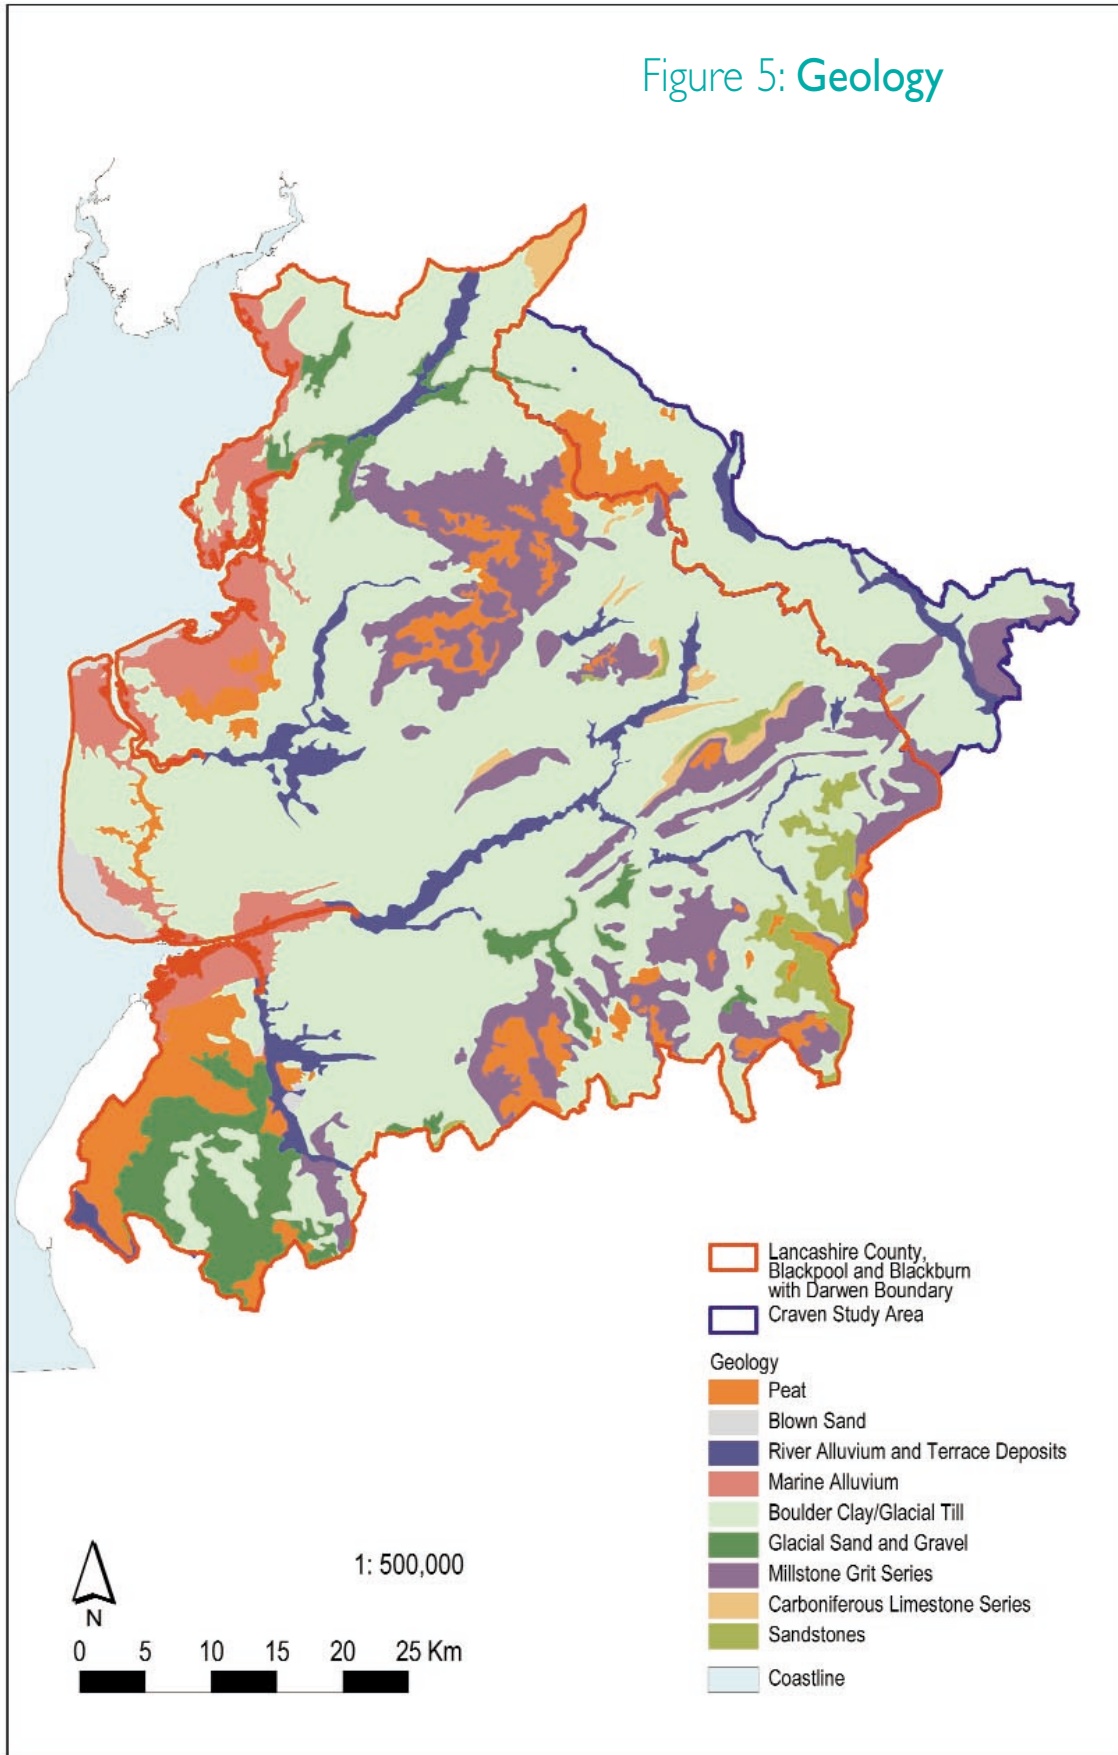 Figure 5: Geology
Lancashire County,
Blackpool and Blackburn
with Darwen Boundary
Craven Study Area
Geology
Peat
Blown Sand
River Alluvium and Terrace Deposits
Marine Alluvium
Boulder Clay/Glacial Till
Glacial Sand and Gravel
Millstone Grit Series
Carboniferous Limestone Series
Sandstones
Coastline
N
1: 500,000
0 5 10 15 20 25 Km